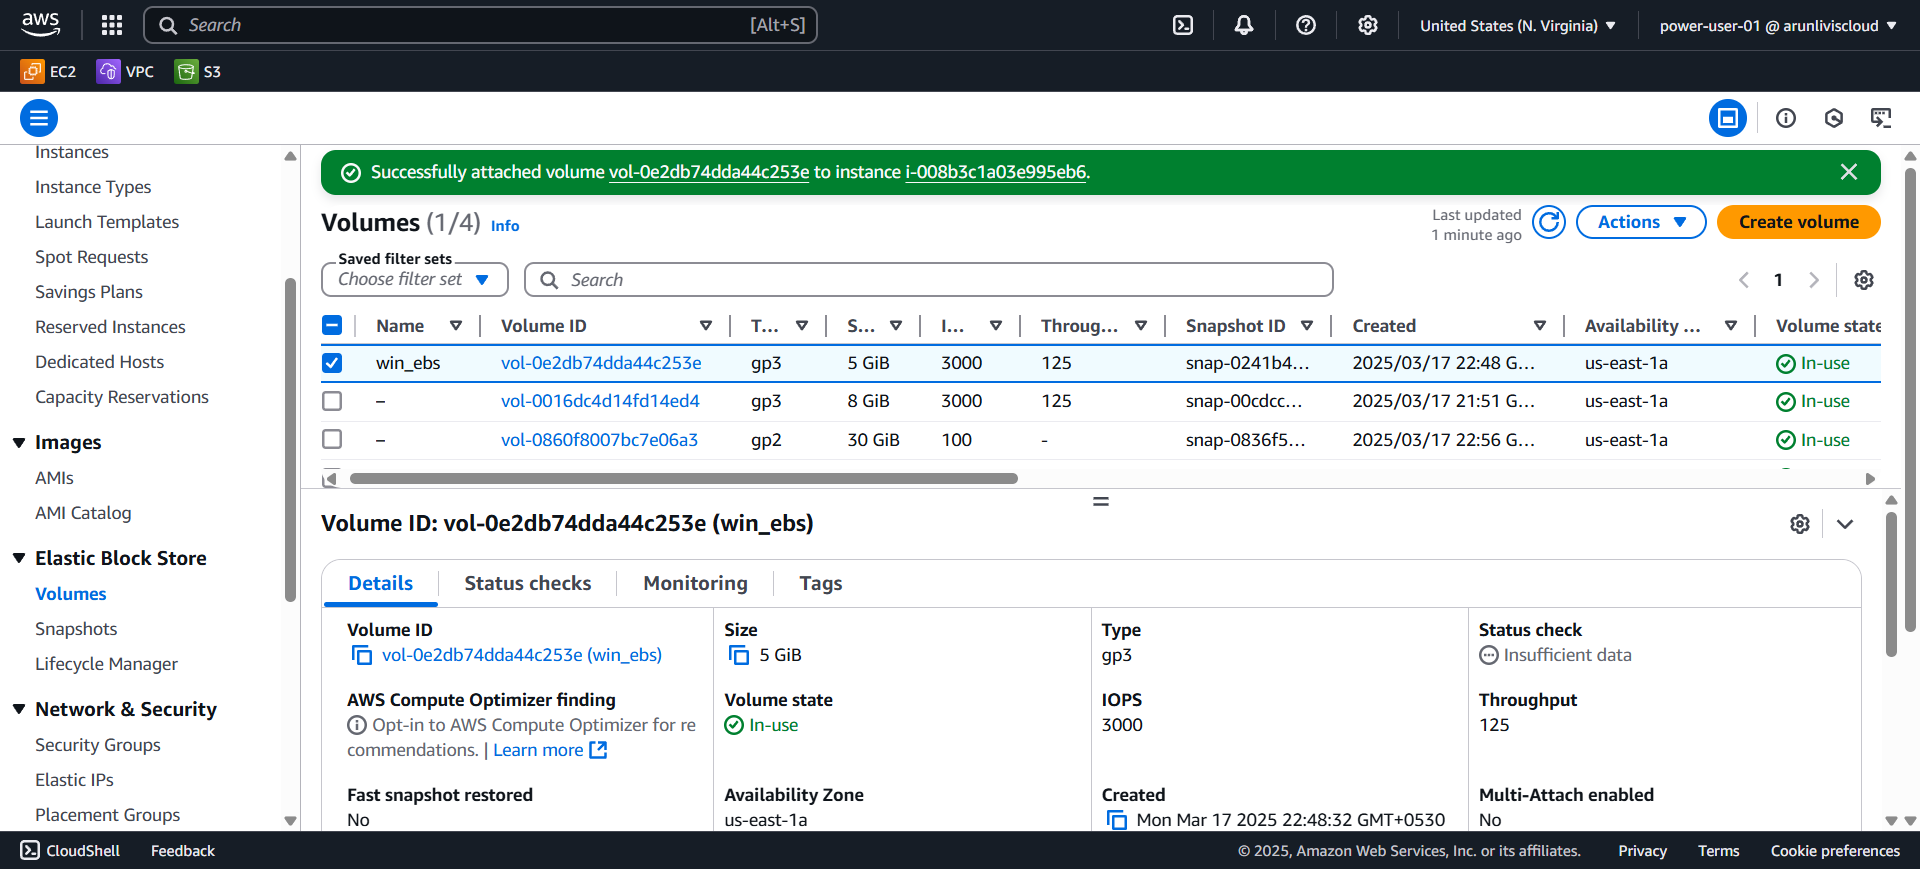 aws
Search [Alt+S]
United States (N. Virginia) ▼
power-user-01 @ arunliviscloud ▼
EC2 VPC S3
Instances
Instance Types
Launch Templates
Spot Requests
Savings Plans
Reserved Instances
Dedicated Hosts
Capacity Reservations
Images
AMIs
AMI Catalog
Elastic Block Store
Volumes
Snapshots
Lifecycle Manager
Network & Security
Security Groups
Elastic IPs
Placement Groups
Successfully attached volume vol-0e2db74dda44c253e to instance i-008b3c1a03e995eb6.
Volumes (1/4) Info
Last updated
1 minute ago
Actions
Create volume
Saved filter sets
Choose filter set
Search
1
Name Volume ID T... S... I... Throug... Snapshot ID Created Availability ... Volume state
win_ebs vol-0e2db74dda44c253e gp3 5 GiB 3000 125 snap-0241b4... 2025/03/17 22:48 G... us-east-1a In-use
– vol-0016dc4d14fd14ed4 gp3 8 GiB 3000 125 snap-00cdcc... 2025/03/17 21:51 G... us-east-1a In-use
– vol-0860f8007bc7e06a3 gp2 30 GiB 100 - snap-0836f5... 2025/03/17 22:56 G... us-east-1a In-use
Volume ID: vol-0e2db74dda44c253e (win_ebs)
Details Status checks Monitoring Tags
Volume ID
vol-0e2db74dda44c253e (win_ebs)
Size
5 GiB
Type
gp3
Status check
Insufficient data
AWS Compute Optimizer finding
Opt-in to AWS Compute Optimizer for re
commendations. | Learn more
Volume state
In-use
IOPS
3000
Throughput
125
Fast snapshot restored
No
Availability Zone
us-east-1a
Created
Mon Mar 17 2025 22:48:32 GMT+0530
Multi-Attach enabled
No
CloudShell Feedback
© 2025, Amazon Web Services, Inc. or its affiliates. Privacy Terms Cookie preferences